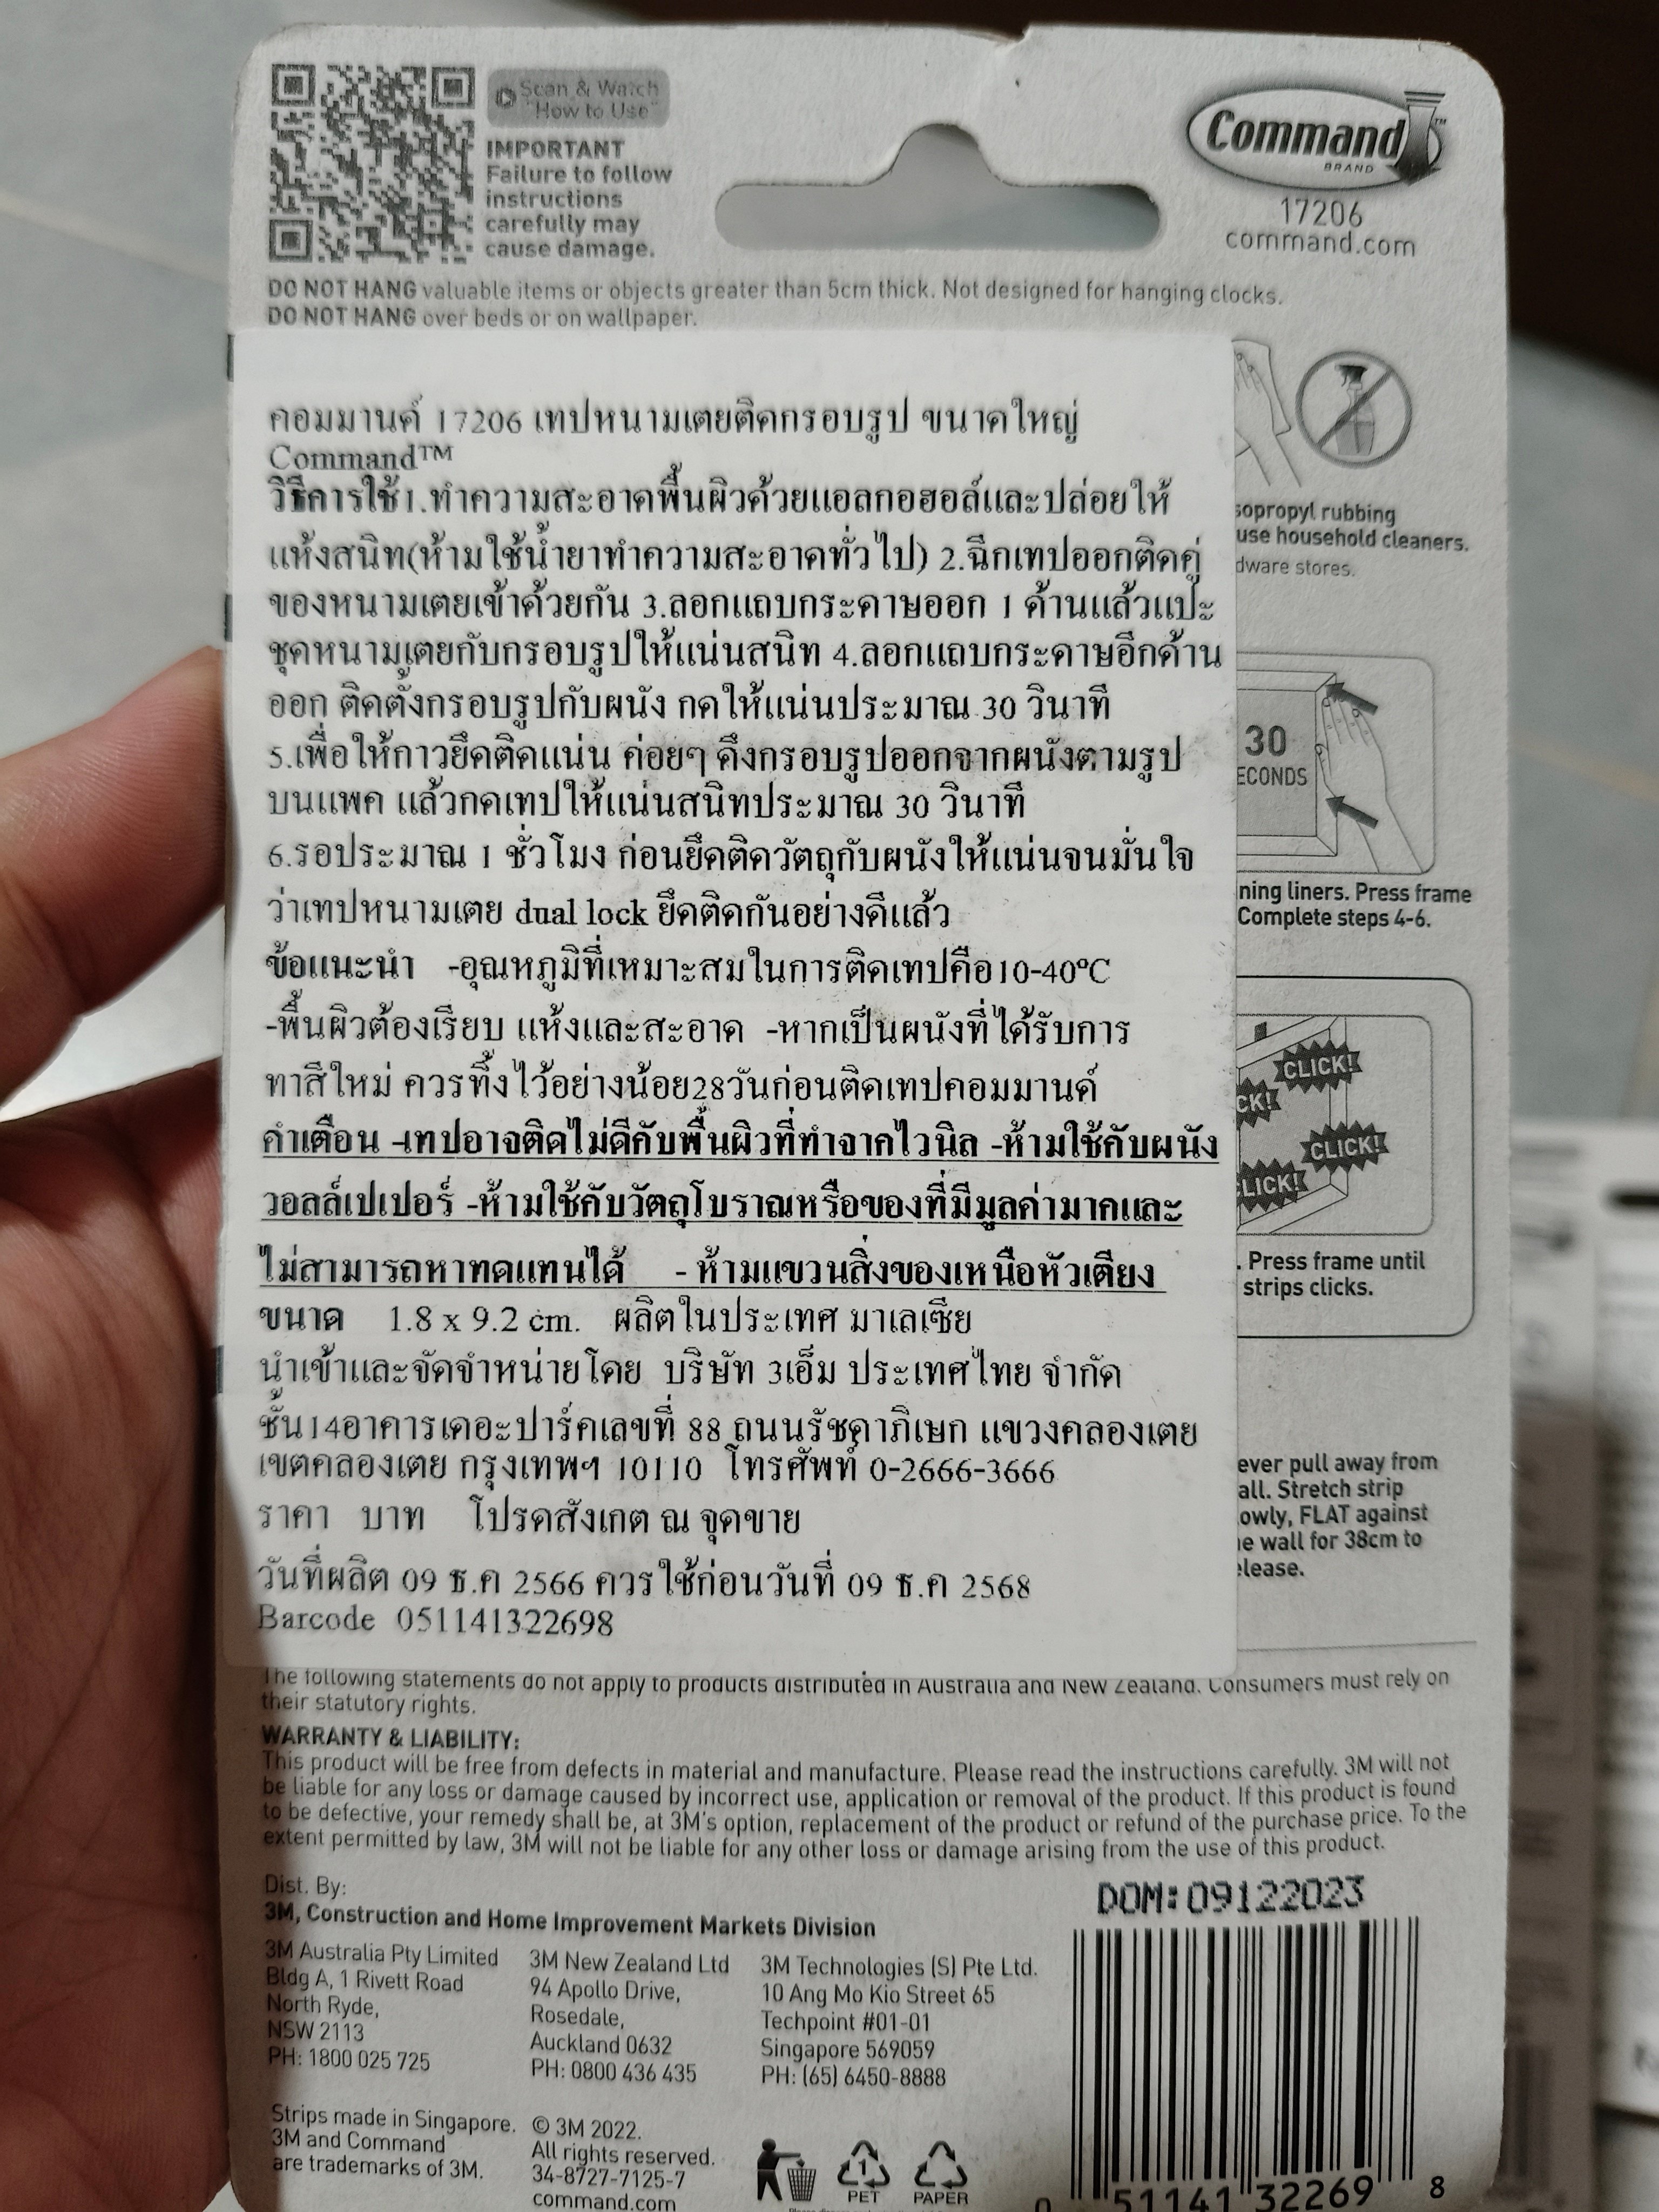 Scan & Watch
"How to Use"
IMPORTANT
Failure to follow
instructions
carefully may
cause damage.
Command™
BRAND
17206
command.com
DO NOT HANG valuable items or objects greater than 5cm thick. Not designed for hanging clocks.
DO NOT HANG over beds or on wallpaper.
คอมมานด์ 17206 เทปหนามเตยติดกรอบรูป ขนาดใหญ่
Command™
วิธีการใช้1.ทำความสะอาดพื้นผิวด้วยแอลกอฮอล์และปล่อยให้
แห้งสนิท(ห้ามใช้น้ำยาทำความสะอาดทั่วไป) 2.ฉีกเทปออกติดคู่
ของหนามเตยเข้าด้วยกัน 3.ลอกแถบกระดาษออก 1 ด้านแล้วแปะ
ชุดหนามเตยกับกรอบรูปให้แน่นสนิท 4.ลอกแถบกระดาษอีกด้าน
ออก ติดตั้งกรอบรูปกับผนัง กดให้แน่นประมาณ 30 วินาที
5.เพื่อให้กาวยึดติดแน่น ค่อยๆ ดึงกรอบรูปออกจากผนังตามรูป
บนแพค แล้วกดเทปให้แน่นสนิทประมาณ 30 วินาที
6.รอประมาณ 1 ชั่วโมง ก่อนยึดติดวัตถุกับผนังให้แน่นจนมั่นใจ
ว่าเทปหนามเตย dual lock ยึดติดกันอย่างดีแล้ว
ข้อแนะนำ -อุณหภูมิที่เหมาะสมในการติดเทปคือ10-40°C
-พื้นผิวต้องเรียบ แห้งและสะอาด -หากเป็นผนังที่ได้รับการ
ทาสีใหม่ ควรทิ้งไว้อย่างน้อย28วันก่อนติดเทปคอมมานด์
คำเตือน -เทปอาจติดไม่ดีกับพื้นผิวที่ทำจากไวนิล -ห้ามใช้กับผนัง
วอลล์เปเปอร์ -ห้ามใช้กับวัตถุโบราณหรือของที่มีมูลค่ามากและ
ไม่สามารถหาทดแทนได้ - ห้ามแขวนสิ่งของเหนือหัวเตียง
ขนาด 1.8 x 9.2 cm. ผลิตในประเทศ มาเลเซีย
นำเข้าและจัดจำหน่ายโดย บริษัท 3เอ็ม ประเทศไทย จำกัด
ชั้น14อาคารเดอะปาร์คเลขที่ 88 ถนนรัชดาภิเษก แขวงคลองเตย
เขตคลองเตย กรุงเทพฯ 10110 โทรศัพท์ 0-2666-3666
ราคา บาท โปรดสังเกต ณ จุดขาย
วันที่ผลิต 09 ธ.ค 2566 ควรใช้ก่อนวันที่ 09 ธ.ค 2568
Barcode 051141322698
sopropyl rubbing
use household cleaners.
dware stores.
30
ECONDS
ning liners. Press frame
Complete steps 4-6.
CLICK!
CK!
CLICK!
LICK!
. Press frame until
strips clicks.
ever pull away from
all. Stretch strip
owly, FLAT against
he wall for 38cm to
elease.
The following statements do not apply to products distributed in Australia and New Zealand. Consumers must rely on
their statutory rights.
WARRANTY & LIABILITY:
This product will be free from defects in material and manufacture. Please read the instructions carefully. 3M will not
be liable for any loss or damage caused by incorrect use, application or removal of the product. If this product is found
to be defective, your remedy shall be, at 3M's option, replacement of the product or refund of the purchase price. To the
extent permitted by law, 3M will not be liable for any other loss or damage arising from the use of this product.
Dist. By:
3M, Construction and Home Improvement Markets Division
3M Australia Pty Limited
Bldg A, 1 Rivett Road
North Ryde,
NSW 2113
PH: 1800 025 725
3M New Zealand Ltd
94 Apollo Drive,
Rosedale,
Auckland 0632
PH: 0800 436 435
3M Technologies (S) Pte Ltd.
10 Ang Mo Kio Street 65
Techpoint #01-01
Singapore 569059
PH: (65) 6450-8888
DOM:09122023
Strips made in Singapore.
3M and Command
are trademarks of 3M.
© 3M 2022.
All rights reserved.
34-8727-7125-7
command.com
1
PET
PAPER
0 51141 32269 8